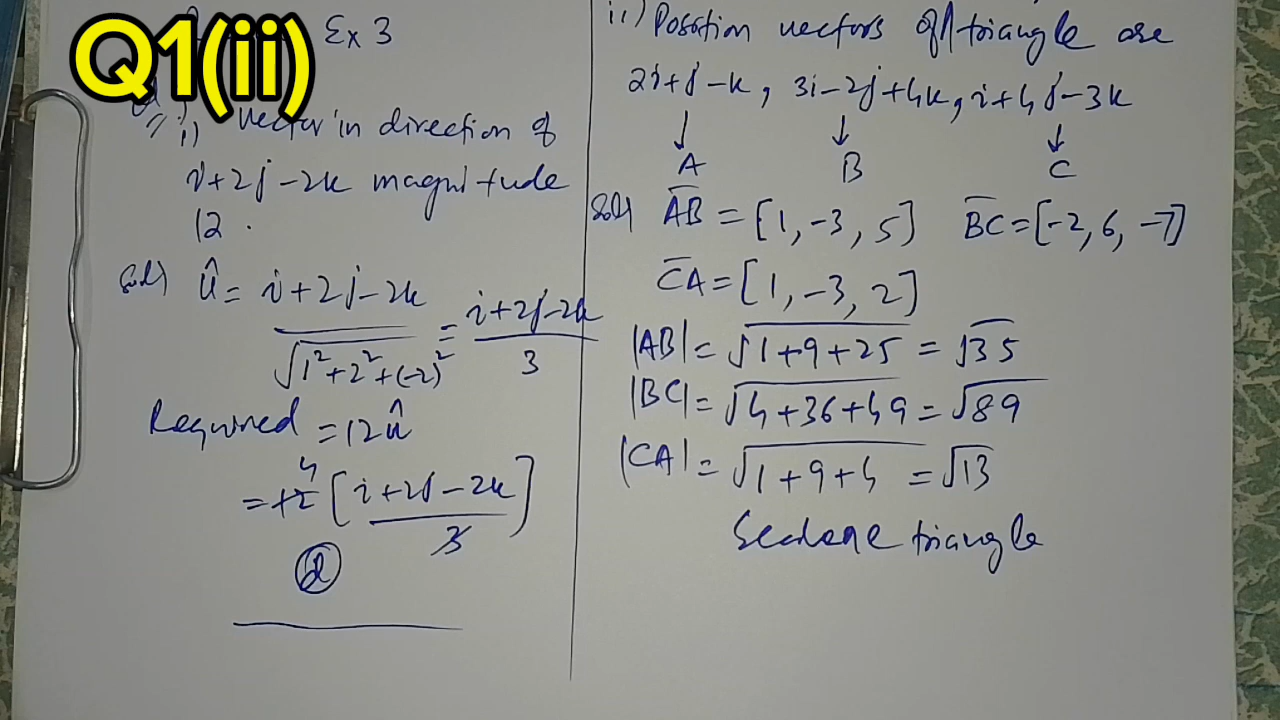 Q1(ii)
Ex 3
i) vector in direction of
i+2j-2k magnitude
12.
Sol) û = i+2j-2k / √1²+2²+(-2)² = i+2j-2k / 3
Required = 12û
= 12 4 [i+2j-2k / 3]
(d)
ii) Position vectors of triangle are
2i+j-k, 3i-2j+4k, i+4j-3k
↓ ↓ ↓
A B C
Sol) AB = [1, -3, 5] BC = [-2, 6, -7]
CA = [1, -3, 2]
|AB| = √1+9+25 = √35
|BC| = √4+36+49 = √89
|CA| = √1+9+4 = √13
Scalene triangle